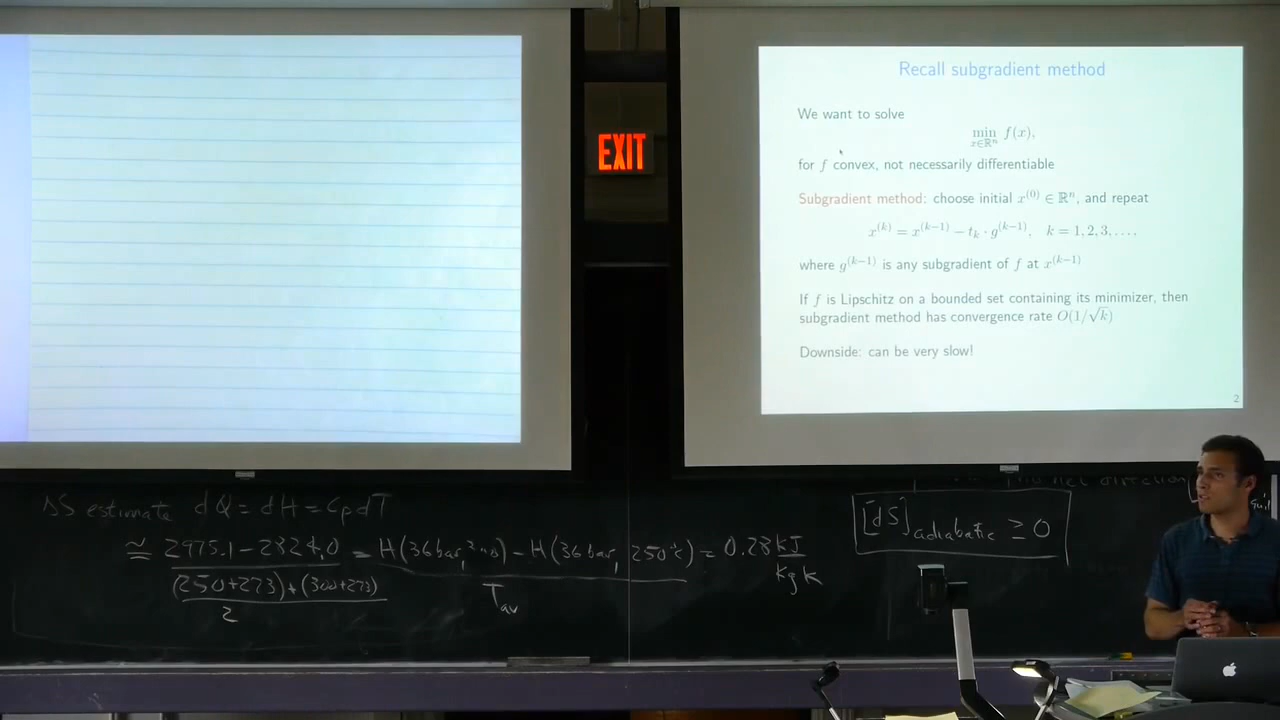 EXIT
Recall subgradient method
We want to solve
min f(x),
x∈ℝⁿ
for f convex, not necessarily differentiable
Subgradient method: choose initial x⁽⁰⁾ ∈ ℝⁿ, and repeat
x⁽ᵏ⁾ = x⁽ᵏ⁻¹⁾ − tₖ · g⁽ᵏ⁻¹⁾, k = 1, 2, 3, . . . ,
where g⁽ᵏ⁻¹⁾ is any subgradient of f at x⁽ᵏ⁻¹⁾
If f is Lipschitz on a bounded set containing its minimizer, then
subgradient method has convergence rate O(1/√k)
Downside: can be very slow!
2
ΔS estimate dQ = dH = CpdT
≅ 2975.1 − 2824.0 = H(36bar, ) − H(36bar, 250°C) = 0.28 kJ
(250+273)+(300+273) Tav kg K
2
direction
[dS] adiabatic ≥ 0